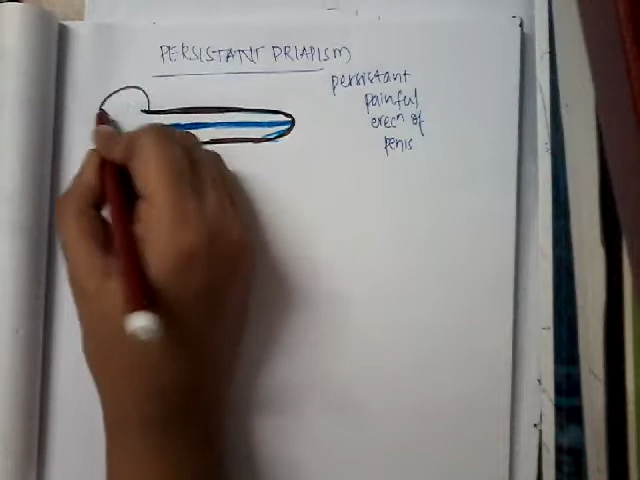 PERSISTANT PRIAPISM
persistant
painful
erecⁿ of
penis